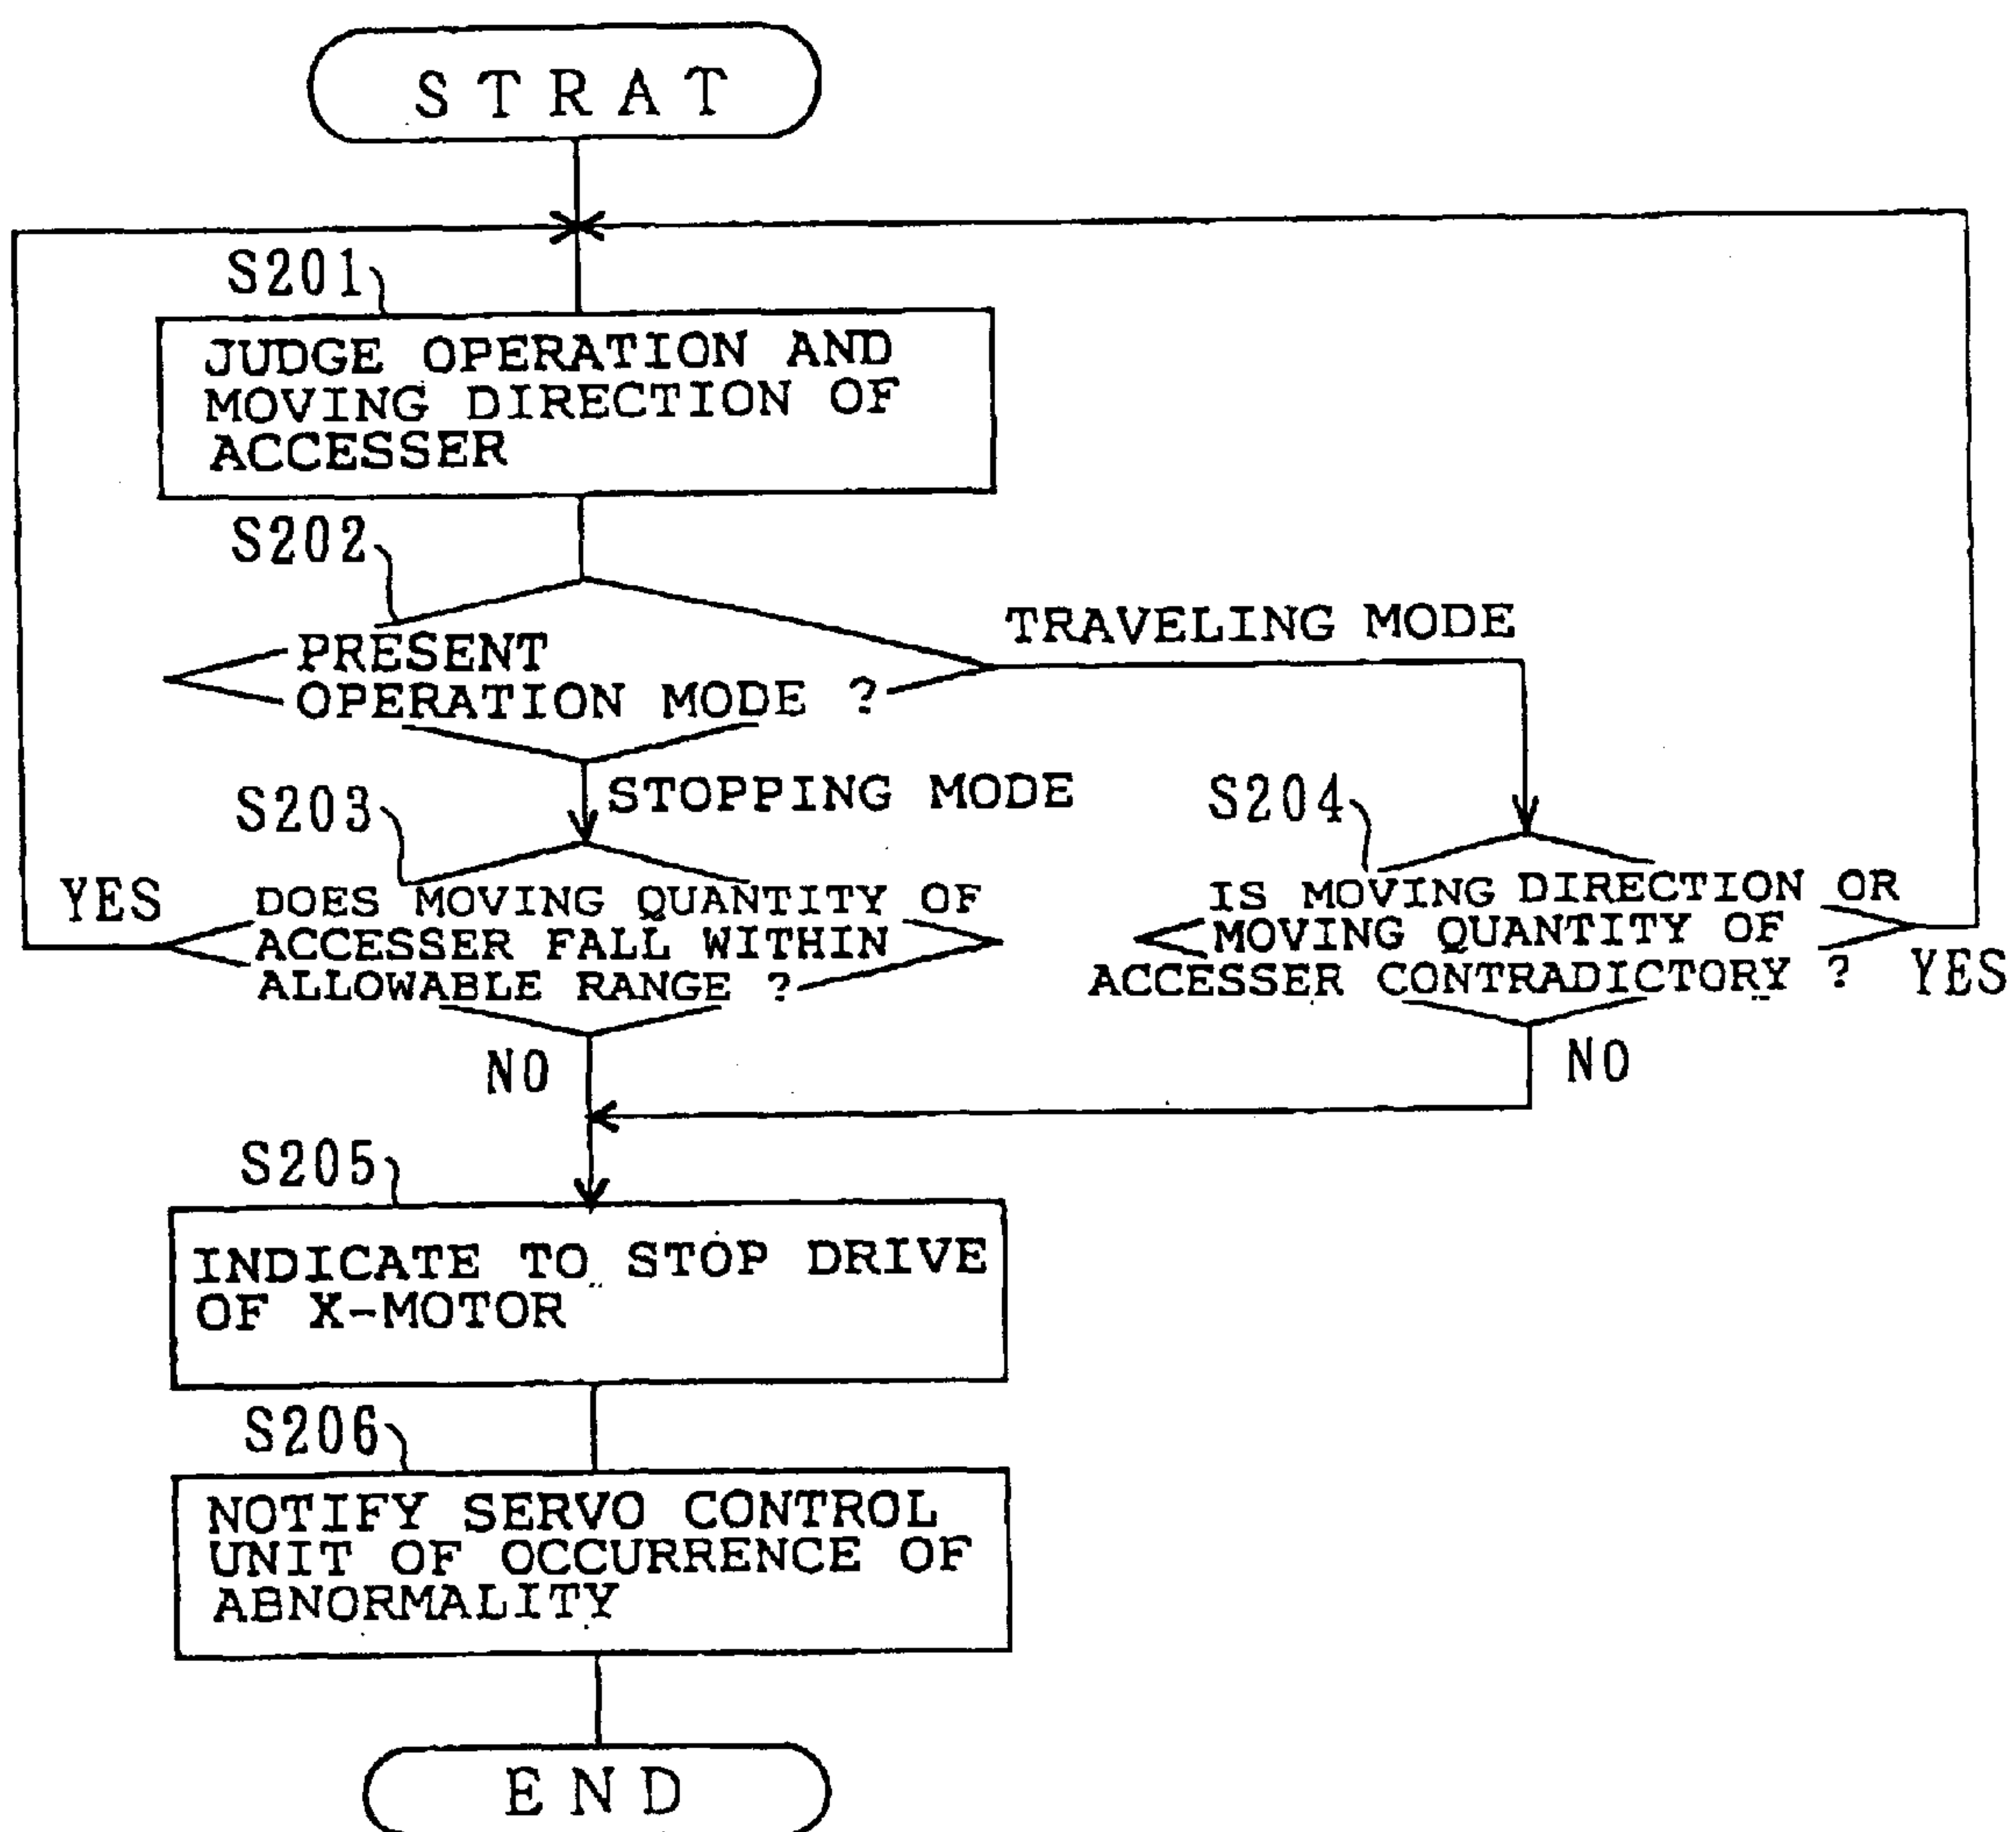 STRAT
S201
JUDGE OPERATION AND
MOVING DIRECTION OF
ACCESSER
S202
PRESENT
OPERATION MODE ?
TRAVELING MODE
STOPPING MODE
S203
DOES MOVING QUANTITY OF
ACCESSER FALL WITHIN
ALLOWABLE RANGE ?
YES
NO
S204
IS MOVING DIRECTION OR
MOVING QUANTITY OF
ACCESSER CONTRADICTORY ?
YES
NO
S205
INDICATE TO STOP DRIVE
OF X-MOTOR
S206
NOTIFY SERVO CONTROL
UNIT OF OCCURRENCE OF
ABNORMALITY
END